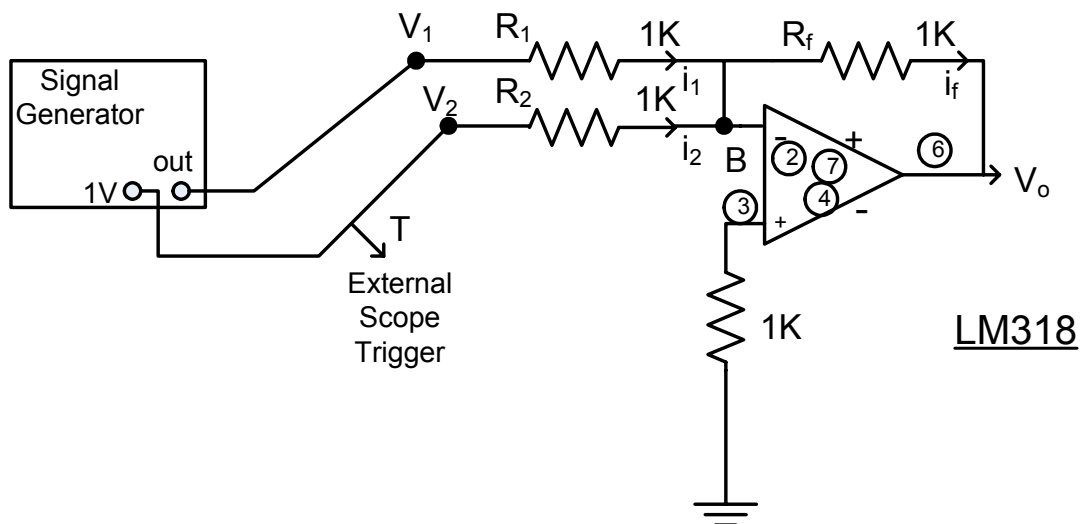 Signal
Generator
out
1V
V1
V2
R1
1K
i1
R2
1K
i2
Rf
1K
if
B
-
2
7
+
6
Vo
3
+
4
-
T
External
Scope
Trigger
1K
LM318